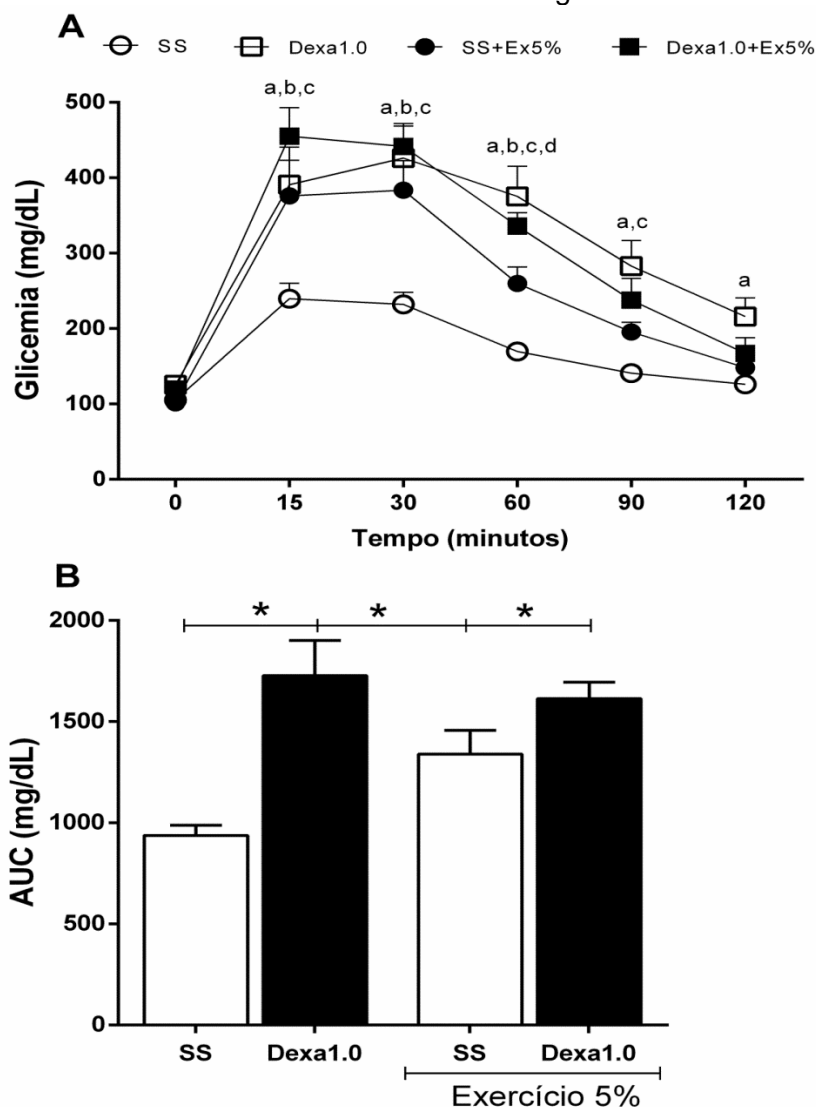 A
SS Dexa1.0 SS+Ex5% Dexa1.0+Ex5%
a,b,c
a,b,c
a,b,c,d
a,c
a
500
400
300
200
100
0
Glicemia (mg/dL)
0 15 30 60 90 120
Tempo (minutos)
B
* * *
2000
1500
1000
500
0
AUC (mg/dL)
SS Dexa1.0 SS Dexa1.0
Exercício 5%